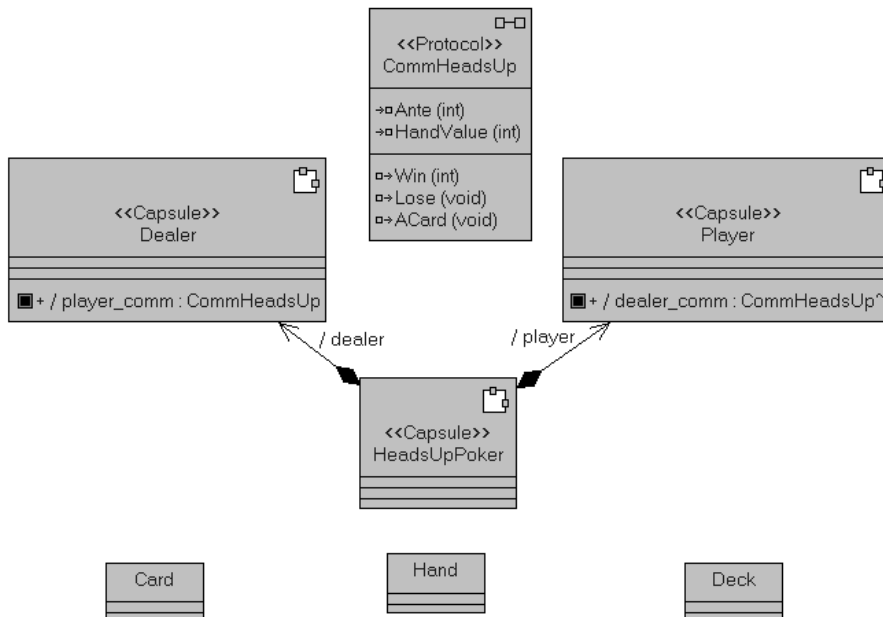 <<Protocol>>
CommHeadsUp
Ante (int)
HandValue (int)
Win (int)
Lose (void)
ACard (void)
<<Capsule>>
Dealer
+ / player_comm : CommHeadsUp
<<Capsule>>
Player
+ / dealer_comm : CommHeadsUp~
/ dealer
/ player
<<Capsule>>
HeadsUpPoker
Card
Hand
Deck